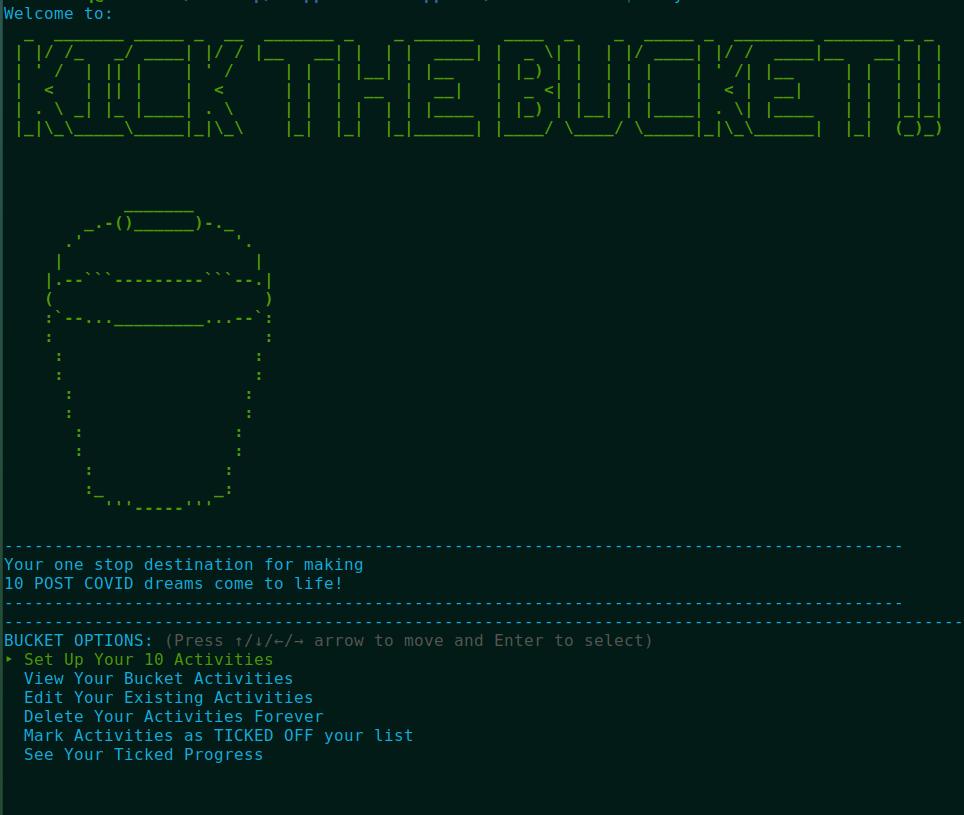 Welcome to:
KICK THE BUCKET!
Your one stop destination for making
10 POST COVID dreams come to life!
BUCKET OPTIONS: (Press ↑/↓/←/→ arrow to move and Enter to select)
‣ Set Up Your 10 Activities
View Your Bucket Activities
Edit Your Existing Activities
Delete Your Activities Forever
Mark Activities as TICKED OFF your list
See Your Ticked Progress